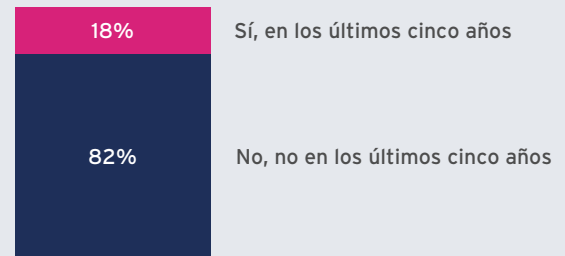 18% Sí, en los últimos cinco años
82% No, no en los últimos cinco años